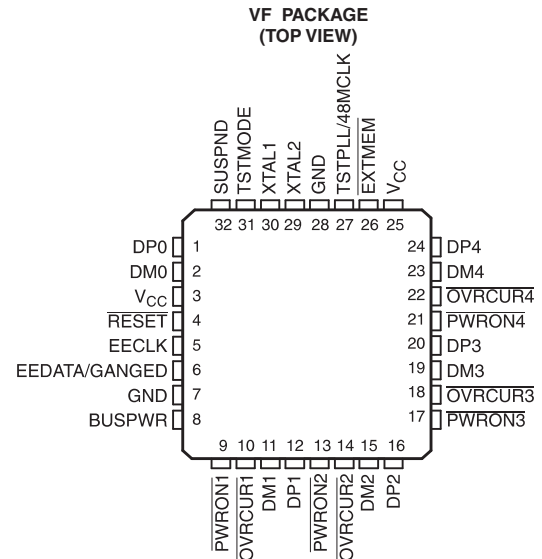 VF PACKAGE
(TOP VIEW)
SUSPND
TSTMODE
XTAL1
XTAL2
GND
TSTPLL/48MCLK
EXTMEM
VCC
32 31 30 29 28 27 26 25
DP0 1
DM0 2
VCC 3
RESET 4
EECLK 5
EEDATA/GANGED 6
GND 7
BUSPWR 8
24 DP4
23 DM4
22 OVRCUR4
21 PWRON4
20 DP3
19 DM3
18 OVRCUR3
17 PWRON3
9 10 11 12 13 14 15 16
PWRON1
OVRCUR1
DM1
DP1
PWRON2
OVRCUR2
DM2
DP2